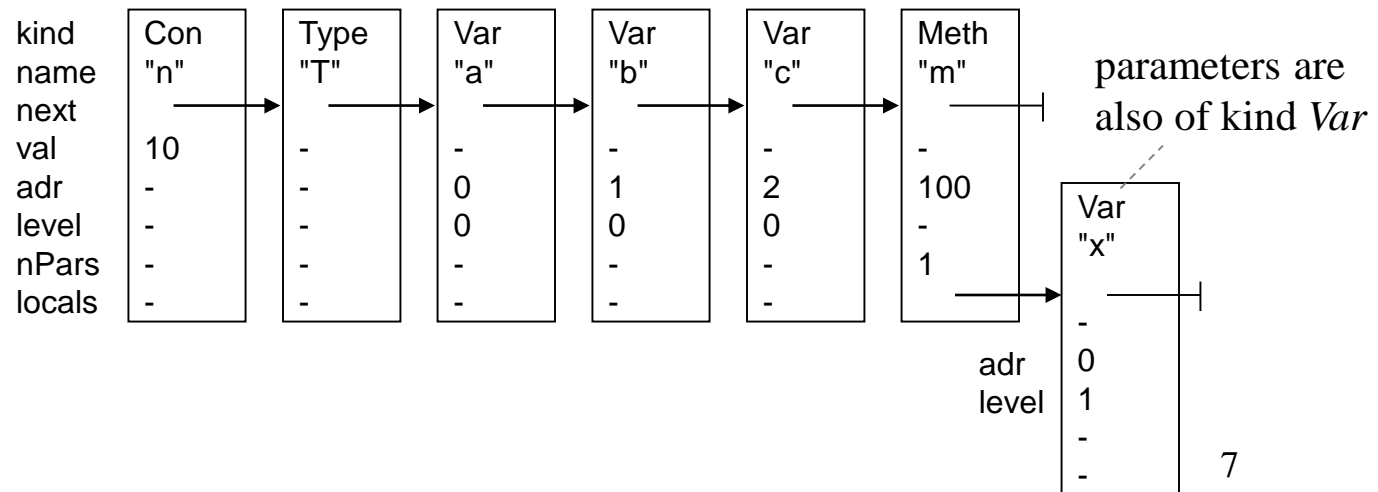 kind Con Type Var Var Var Meth
name "n" "T" "a" "b" "c" "m" parameters are
next also of kind Var
val 10 - - - - -
adr - - 0 1 2 100
level - - 0 0 0 - Var
nPars - - - - - 1 "x"
locals - - - - -
-
adr 0
level 1
-
- 7